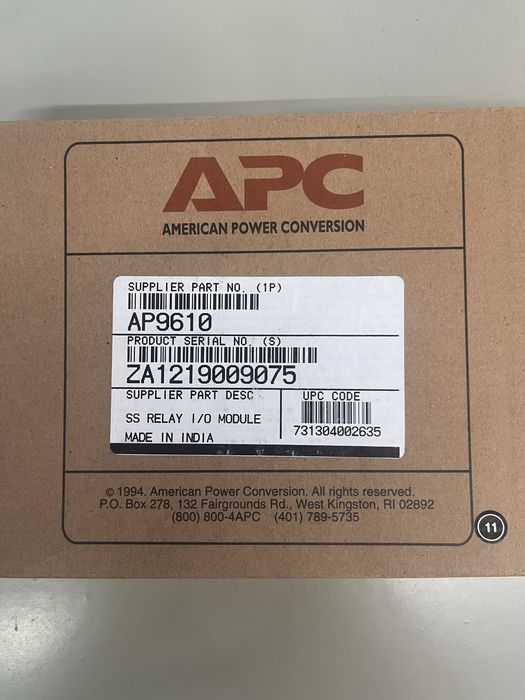 APC
AMERICAN POWER CONVERSION
SUPPLIER PART NO. (1P)
AP9610
PRODUCT SERIAL NO. (S)
ZA1219009075
SUPPLIER PART DESC
UPC CODE
SS RELAY I/O MODULE
731304002635
MADE IN INDIA
© 1994. American Power Conversion. All rights reserved.
P.O. Box 278, 132 Fairgrounds Rd., West Kingston, RI 02892
(800) 800-4APC (401) 789-5735
11